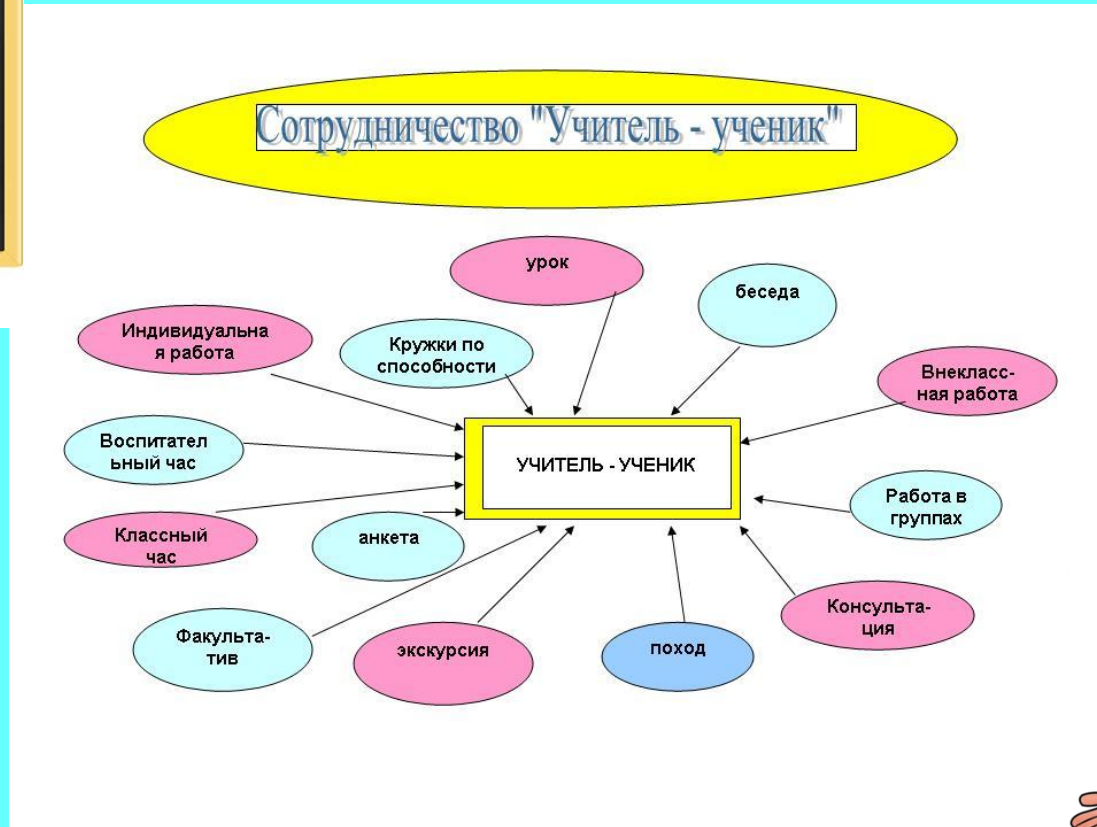 Сотрудничество "Учитель - ученик"
урок
беседа
Индивидуальна
я работа
Кружки по
способности
Внекласс-
ная работа
Воспитател
ьный час
УЧИТЕЛЬ - УЧЕНИК
Работа в
группах
Классный
час
анкета
Консульта-
ция
Факульта-
тив
экскурсия
поход